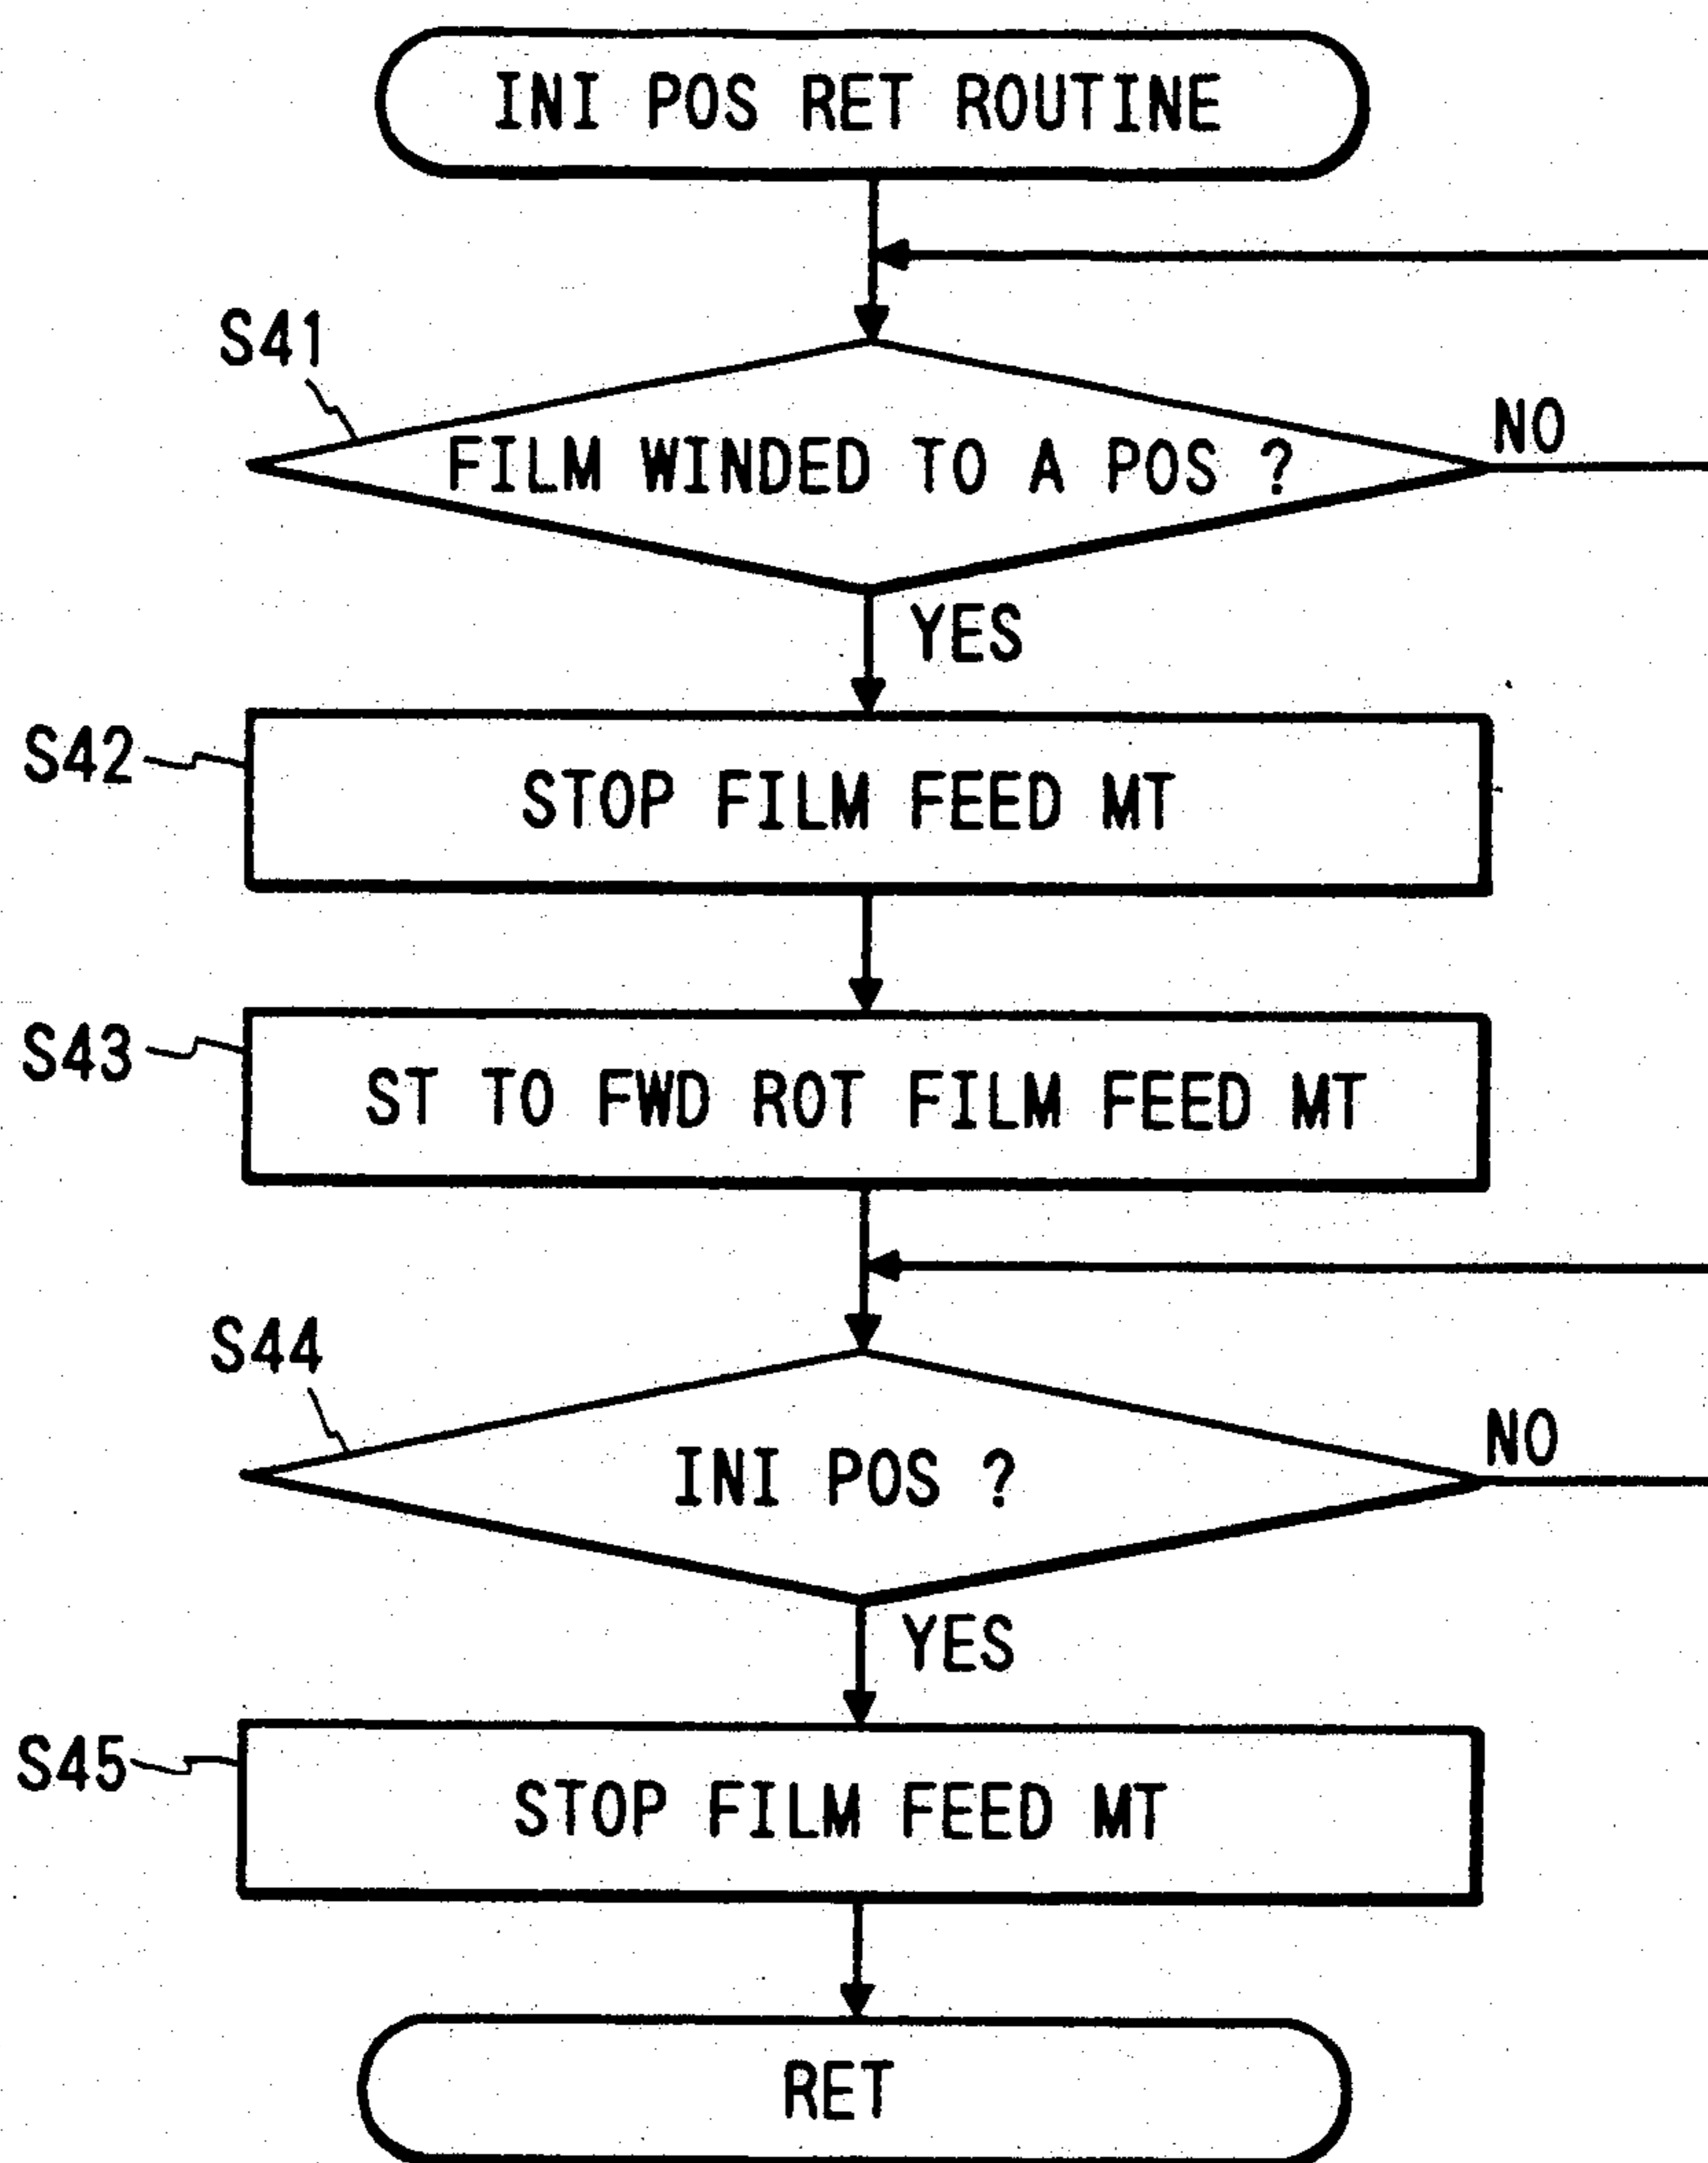 INI POS RET ROUTINE
S41
FILM WINDED TO A POS ?
NO
YES
S42
STOP FILM FEED MT
S43
ST TO FWD ROT FILM FEED MT
S44
INI POS ?
NO
YES
S45
STOP FILM FEED MT
RET